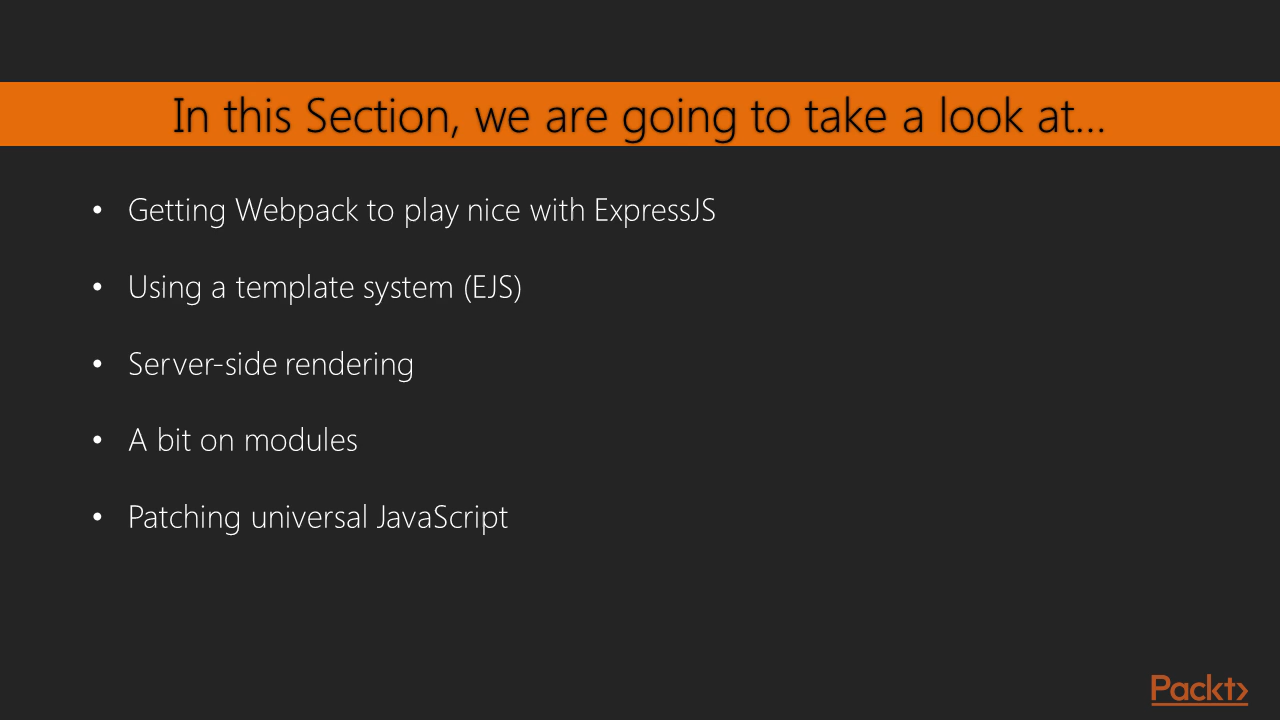 In this Section, we are going to take a look at...
• Getting Webpack to play nice with ExpressJS
• Using a template system (EJS)
• Server-side rendering
• A bit on modules
• Patching universal JavaScript
Packt>